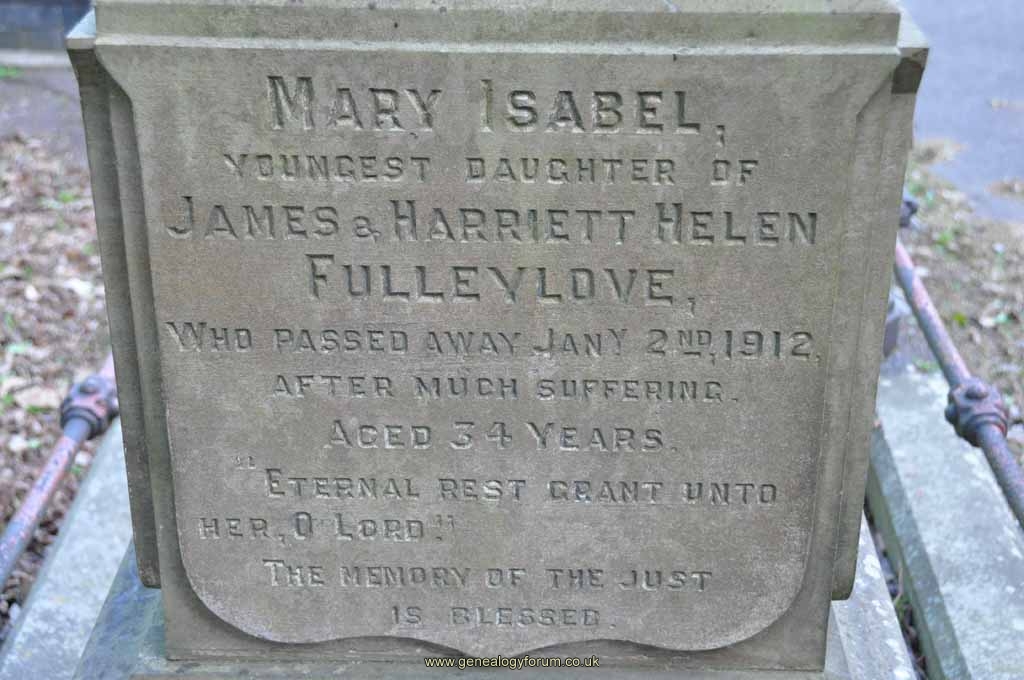 MARY ISABEL,
YOUNGEST DAUGHTER OF
JAMES & HARRIETT HELEN
FULLEYLOVE,
WHO PASSED AWAY JANY 2ND, 1912,
AFTER MUCH SUFFERING.
AGED 34 YEARS.
"ETERNAL REST GRANT UNTO
HER, O LORD."
THE MEMORY OF THE JUST
IS BLESSED.
www.genealogyforum.co.uk